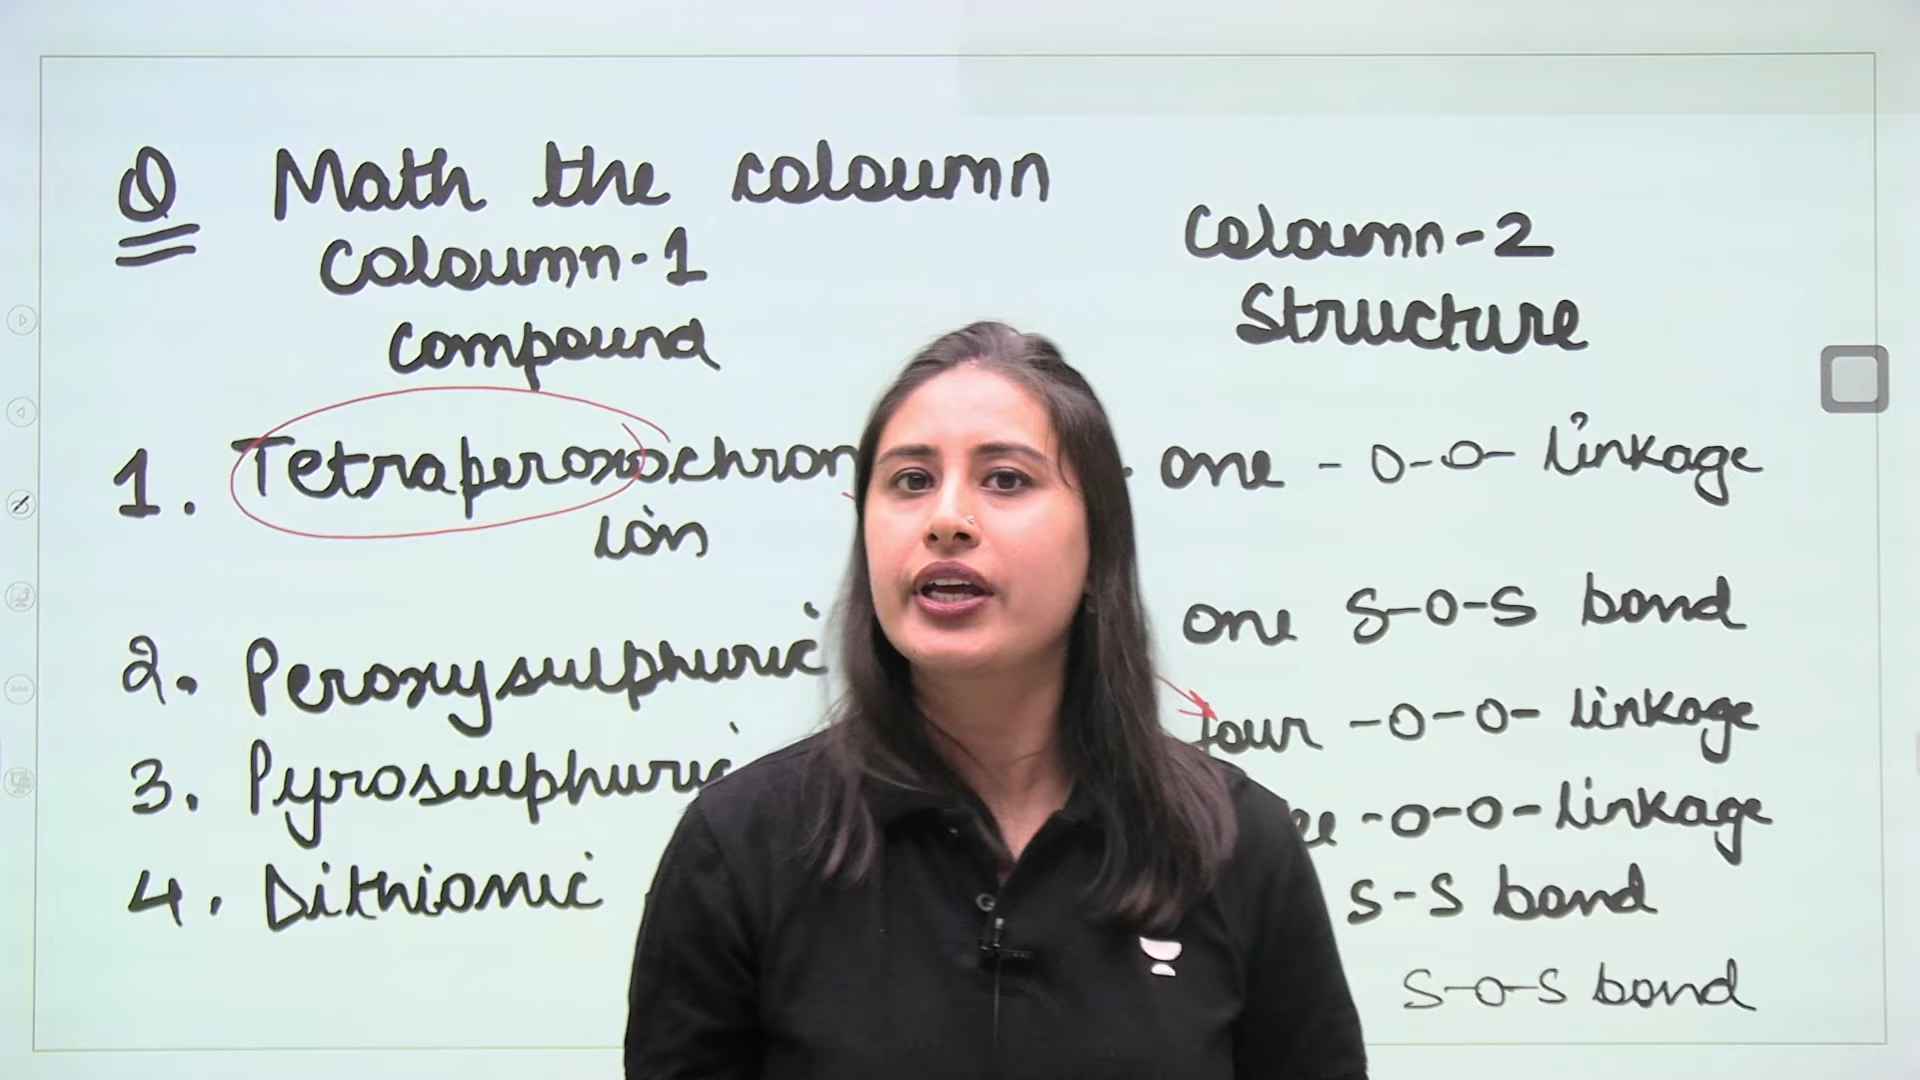 Q Math the coloumn
Coloumn-1
Compound
Coloumn-2
Structure
1. Tetraperoxochrom
ion
one -O-O- linkage
2. Peroxysulphuric
one S-O-S bond
3. Pyrosulphuric
four -O-O- linkage
4. Dithionic
-O-O- linkage
S-S bond
S-O-S bond